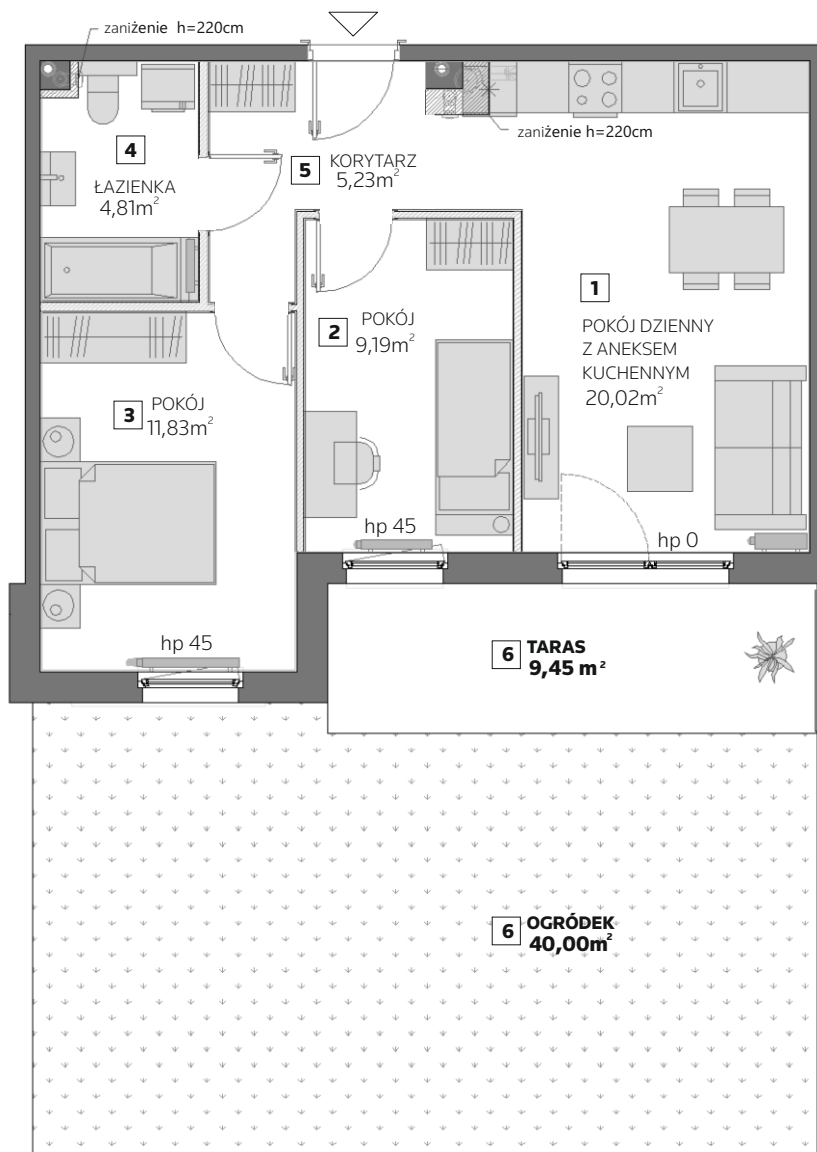 zaniżenie h=220cm
zaniżenie h=220cm
4
ŁAZIENKA
4,81m²
5
KORYTARZ
5,23m²
1
POKÓJ DZIENNY
Z ANEKSEM
KUCHENNYM
20,02m²
2
POKÓJ
9,19m²
3
POKÓJ
11,83m²
hp 45
hp 0
hp 45
6
TARAS
9,45 m²
6
OGRÓDEK
40,00m²